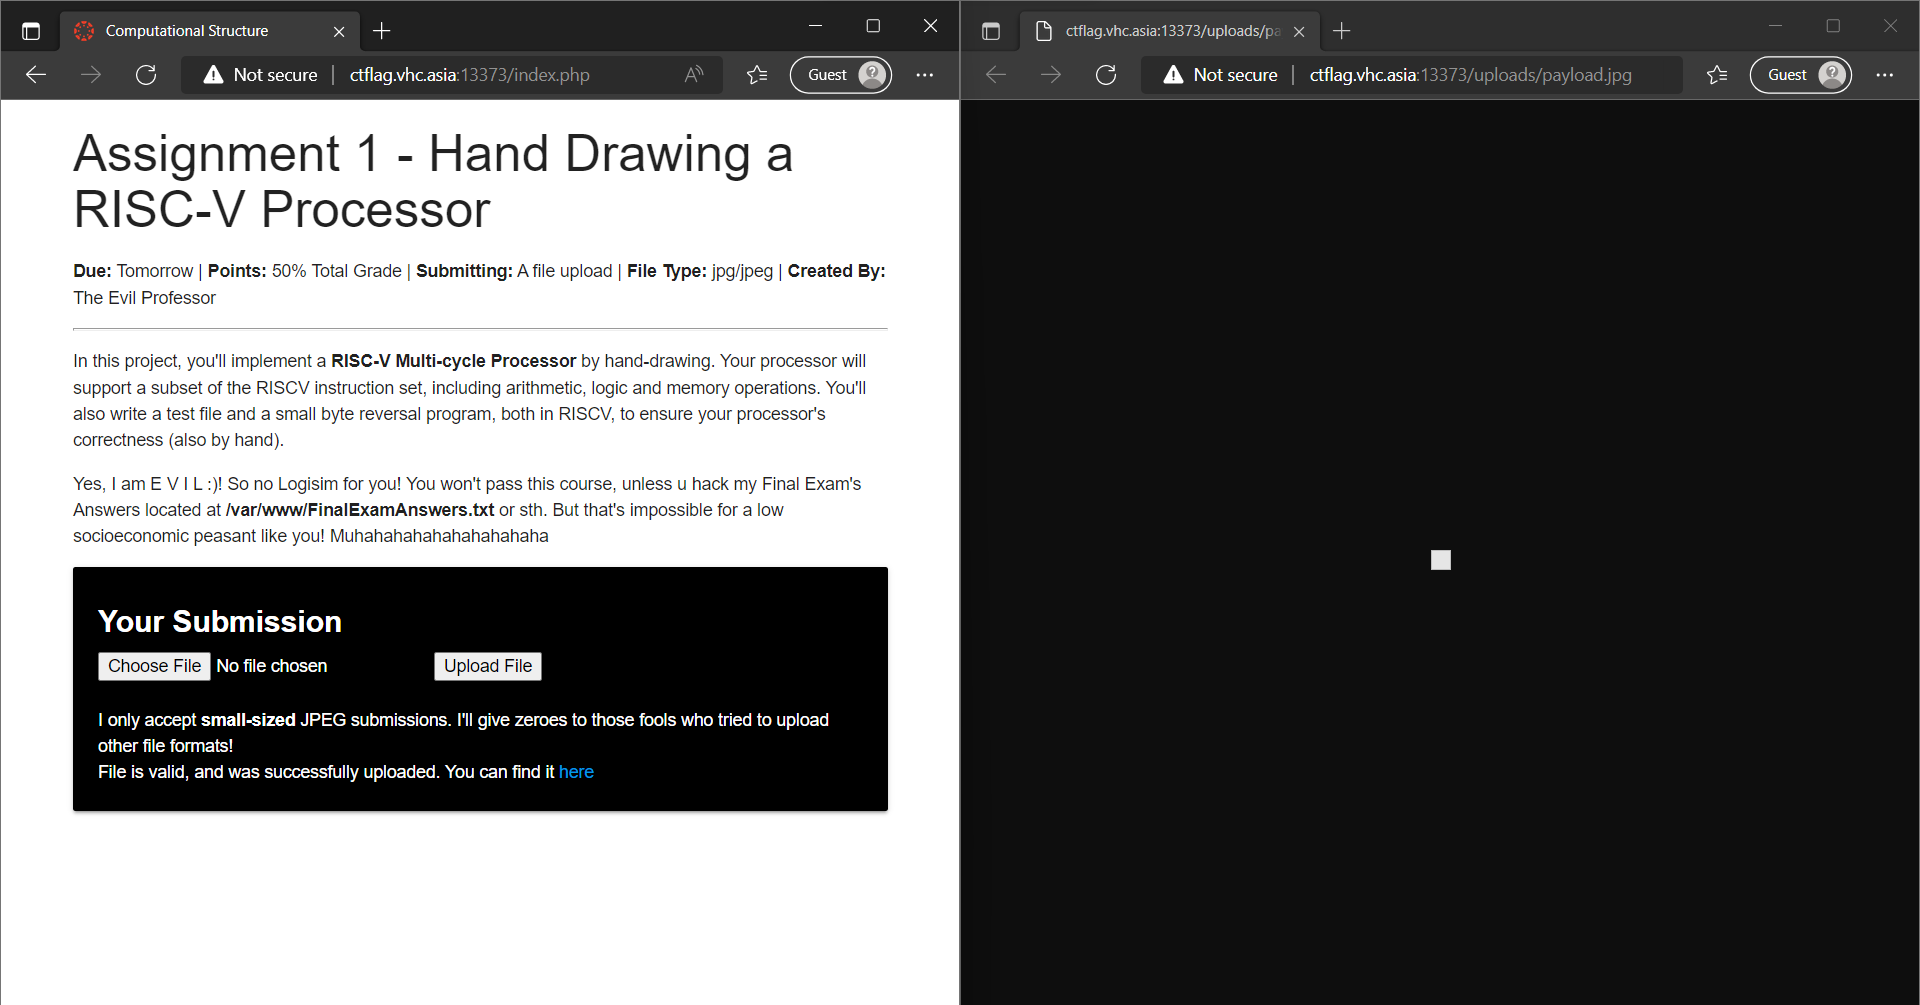 Computational Structure
Not secure | ctflag.vhc.asia:13373/index.php
Guest
Assignment 1 - Hand Drawing a
RISC-V Processor
Due: Tomorrow | Points: 50% Total Grade | Submitting: A file upload | File Type: jpg/jpeg | Created By:
The Evil Professor
In this project, you'll implement a RISC-V Multi-cycle Processor by hand-drawing. Your processor will
support a subset of the RISCV instruction set, including arithmetic, logic and memory operations. You'll
also write a test file and a small byte reversal program, both in RISCV, to ensure your processor's
correctness (also by hand).
Yes, I am E V I L :)! So no Logisim for you! You won't pass this course, unless u hack my Final Exam's
Answers located at /var/www/FinalExamAnswers.txt or sth. But that's impossible for a low
socioeconomic peasant like you! Muhahahahahahahahahaha
Your Submission
Choose File No file chosen Upload File
I only accept small-sized JPEG submissions. I'll give zeroes to those fools who tried to upload
other file formats!
File is valid, and was successfully uploaded. You can find it here
ctflag.vhc.asia:13373/uploads/pa
Not secure | ctflag.vhc.asia:13373/uploads/payload.jpg
Guest